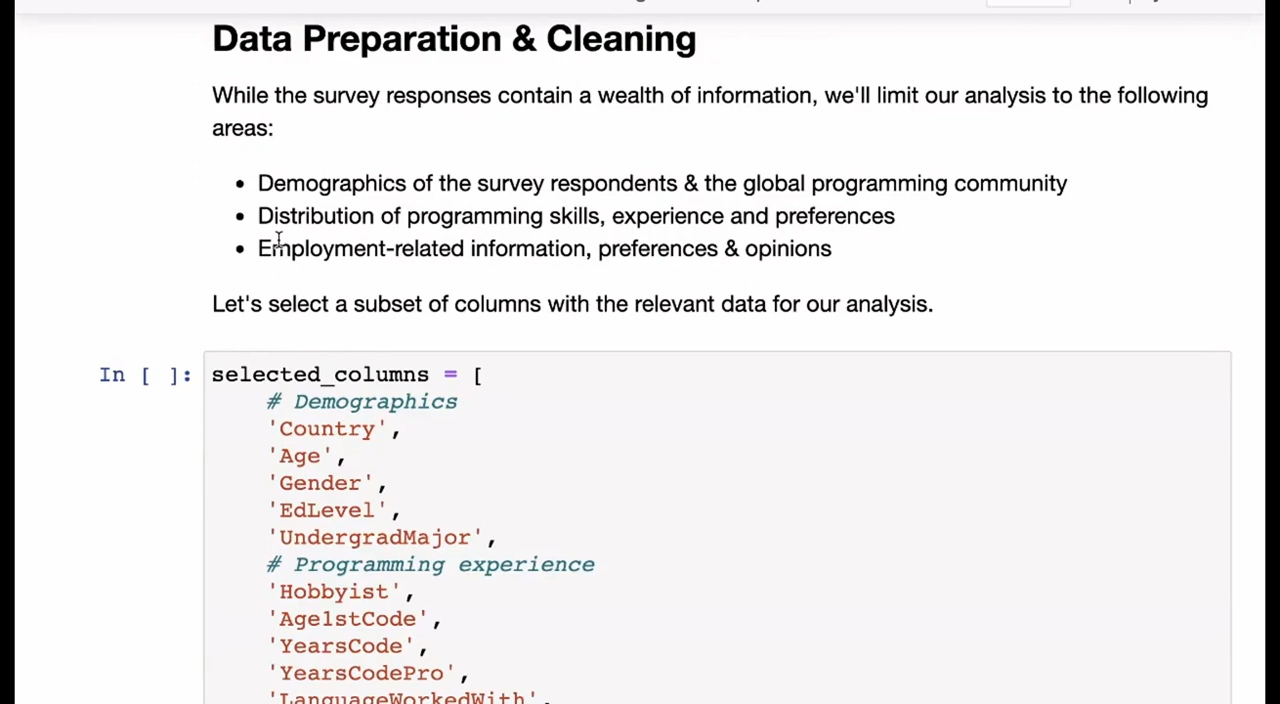 Data Preparation & Cleaning
While the survey responses contain a wealth of information, we'll limit our analysis to the following
areas:
• Demographics of the survey respondents & the global programming community
• Distribution of programming skills, experience and preferences
• Employment-related information, preferences & opinions
Let's select a subset of columns with the relevant data for our analysis.
In [ ]: selected_columns = [
# Demographics
'Country',
'Age',
'Gender',
'EdLevel',
'UndergradMajor',
# Programming experience
'Hobbyist',
'Age1stCode',
'YearsCode',
'YearsCodePro',
'LanguageWorkedWith',